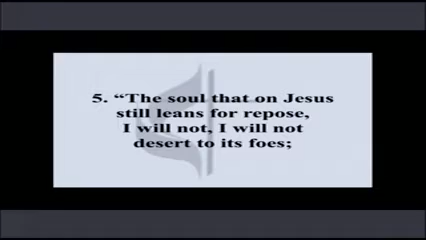 5. “The soul that on Jesus
still leans for repose,
I will not, I will not
desert to its foes;